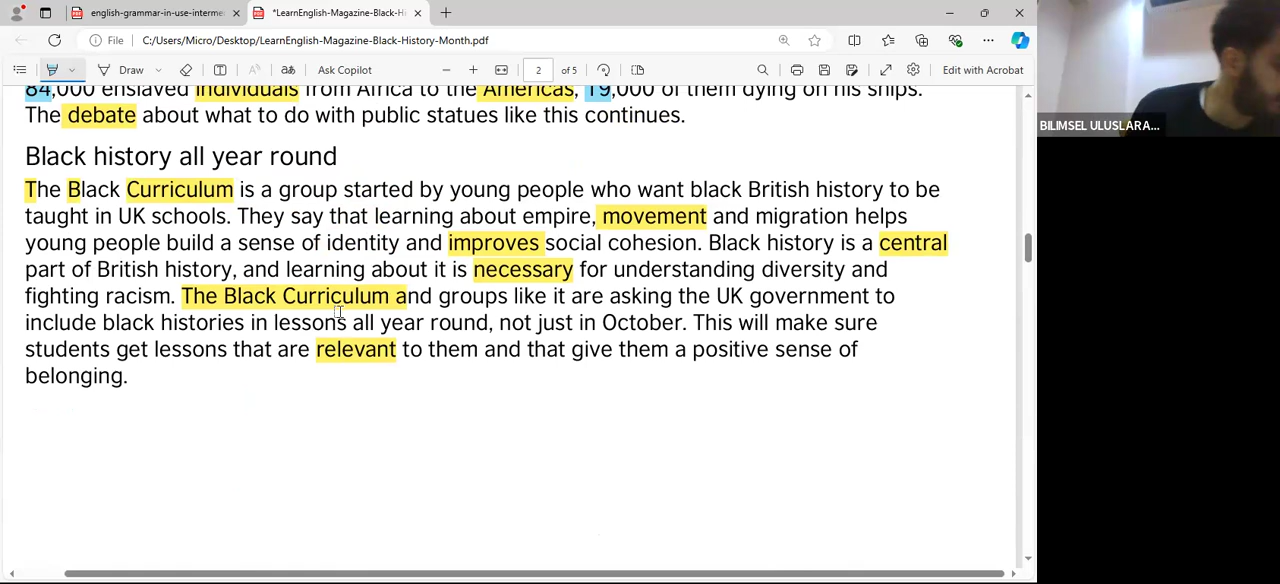 english-grammar-in-use-interme
*LearnEnglish-Magazine-Black-Hi
File
C:/Users/Micro/Desktop/LearnEnglish-Magazine-Black-History-Month.pdf
Draw
Ask Copilot
2 of 5
Edit with Acrobat
84,000 enslaved individuals from Africa to the Americas, 19,000 of them dying on his ships.
The debate about what to do with public statues like this continues.
Black history all year round
The Black Curriculum is a group started by young people who want black British history to be
taught in UK schools. They say that learning about empire, movement and migration helps
young people build a sense of identity and improves social cohesion. Black history is a central
part of British history, and learning about it is necessary for understanding diversity and
fighting racism. The Black Curriculum and groups like it are asking the UK government to
include black histories in lessons all year round, not just in October. This will make sure
students get lessons that are relevant to them and that give them a positive sense of
belonging.
BILIMSEL ULUSLARA...